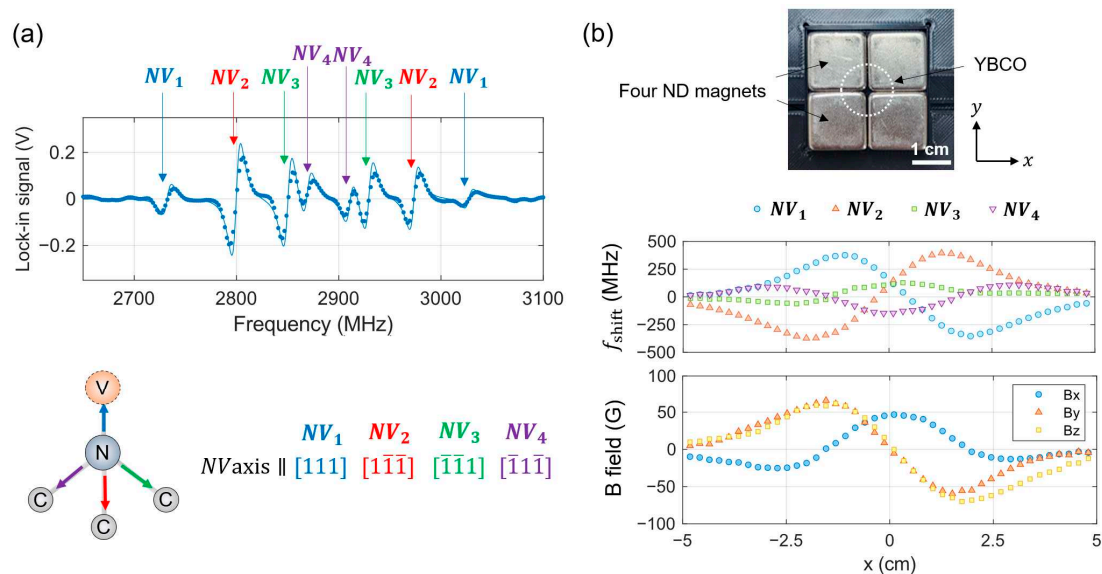 (a)
NV₄ NV₄
NV₁ NV₂ NV₃ NV₃ NV₂ NV₁
Lock-in signal (V)
0.2
0
−0.2
2700 2800 2900 3000 3100
Frequency (MHz)
V
N
C C
C
NV₁ NV₂ NV₃ NV₄
NVaxis ∥ [111] [11̅1̅] [1̅1̅1] [1̅11̅]
(b)
Four ND magnets
YBCO
1 cm
y
x
NV₁ NV₂ NV₃ NV₄
f_shift (MHz)
500
250
0
−250
−500
B field (G)
100
50
0
−50
−100
Bx
By
Bz
−5 −2.5 0 2.5 5
x (cm)